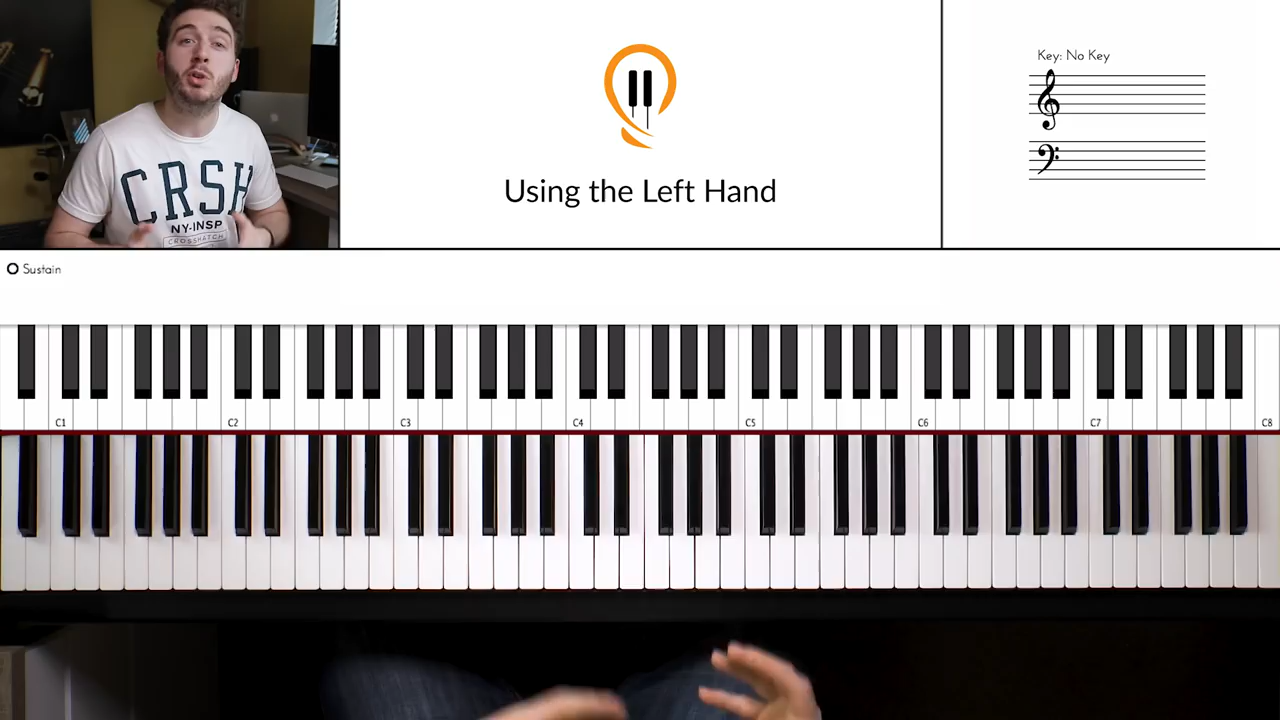 CRSH
NY-INSP
CROSSHATCH
Using the Left Hand
Key: No Key
Sustain
C1 C2 C3 C4 C5 C6 C7 C8